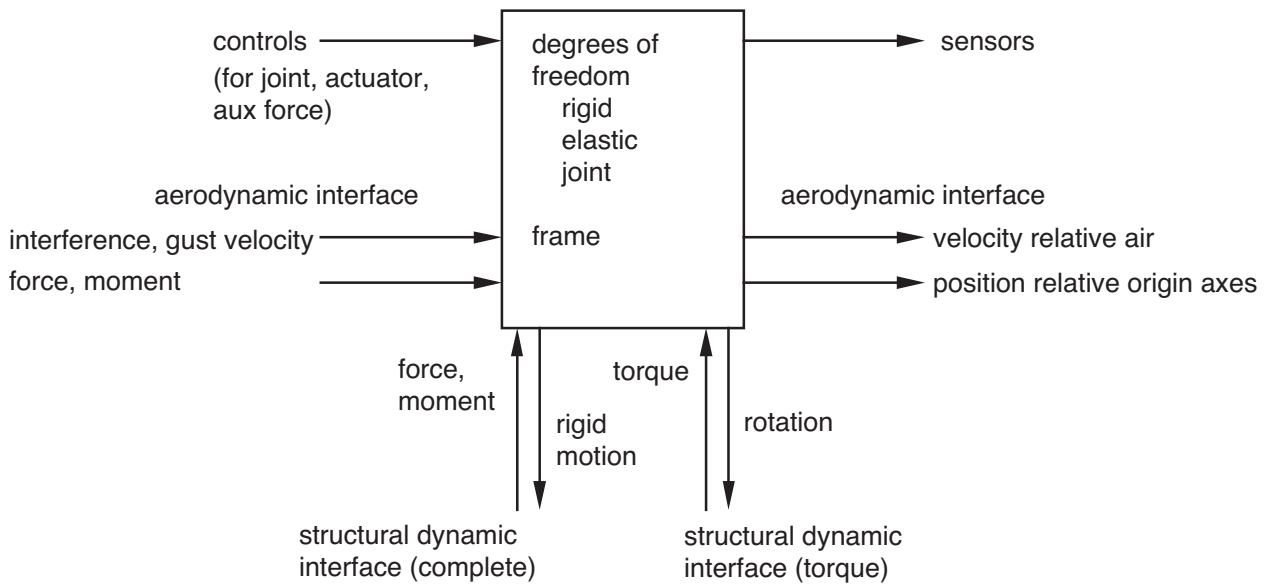 controls
(for joint, actuator,
aux force)
degrees of
freedom
rigid
elastic
joint
sensors
aerodynamic interface
aerodynamic interface
interference, gust velocity
frame
velocity relative air
force, moment
position relative origin axes
force,
moment
rigid
motion
torque
rotation
structural dynamic
interface (complete)
structural dynamic
interface (torque)